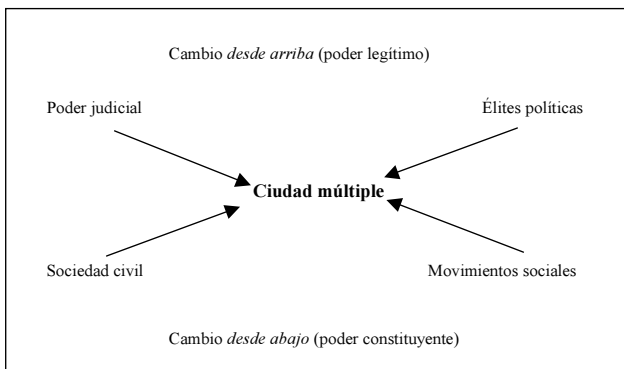 Cambio desde arriba (poder legítimo)
Poder judicial
Élites políticas
Ciudad múltiple
Sociedad civil
Movimientos sociales
Cambio desde abajo (poder constituyente)